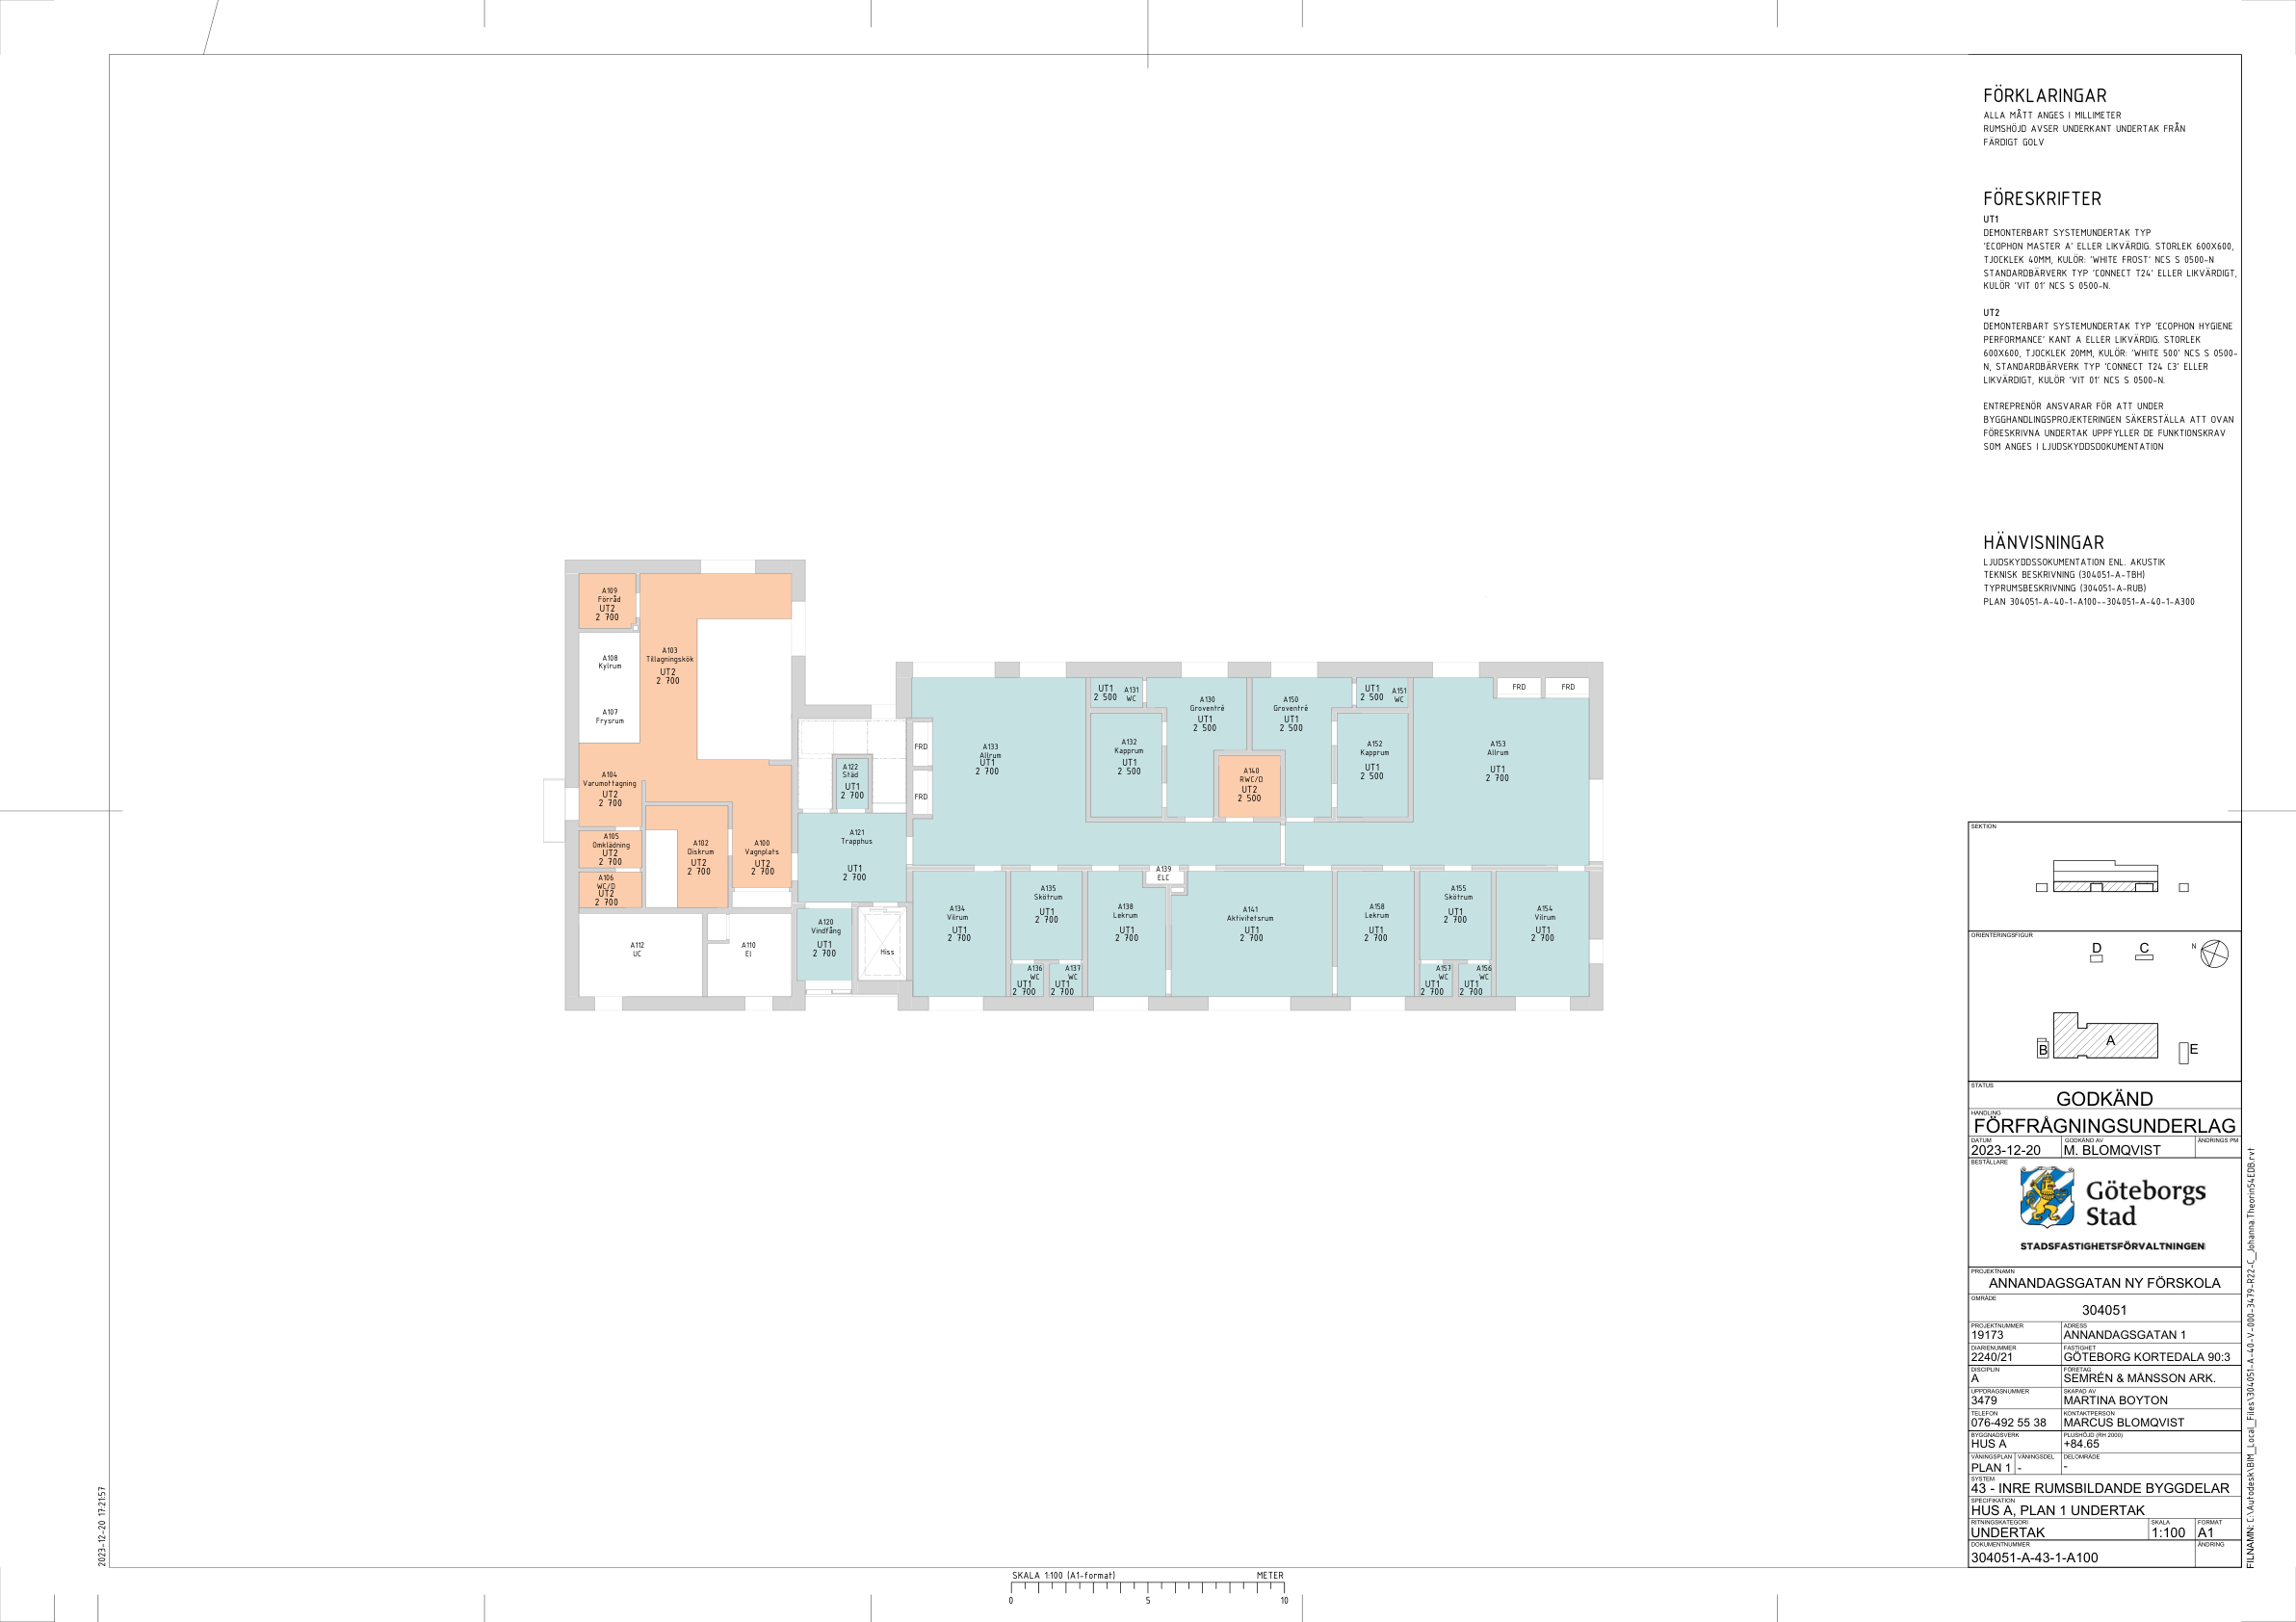 FÖRKLARINGAR
ALLA MÅTT ANGES I MILLIMETER
RUMSHÖJD AVSER UNDERKANT UNDERTAK FRÅN
FÄRDIGT GOLV
FÖRESKRIFTER
UT1
DEMONTERBART SYSTEMUNDERTAK TYP
'ECOPHON MASTER A' ELLER LIKVÄRDIG. STORLEK 600X600,
TJOCKLEK 40MM, KULÖR: 'WHITE FROST' NCS S 0500-N
STANDARDBÄRVERK TYP 'CONNECT T24' ELLER LIKVÄRDIGT,
KULÖR 'VIT 01' NCS S 0500-N.
UT2
DEMONTERBART SYSTEMUNDERTAK TYP 'ECOPHON HYGIENE
PERFORMANCE' KANT A ELLER LIKVÄRDIG. STORLEK
600X600, TJOCKLEK 20MM, KULÖR: 'WHITE 500' NCS S 0500-
N, STANDARDBÄRVERK TYP 'CONNECT T24 C3' ELLER
LIKVÄRDIGT, KULÖR 'VIT 01' NCS S 0500-N.
ENTREPRENÖR ANSVARAR FÖR ATT UNDER
BYGGHANDLINGSPROJEKTERINGEN SÄKERSTÄLLA ATT OVAN
FÖRESKRIVNA UNDERTAK UPPFYLLER DE FUNKTIONSKRAV
SOM ANGES I LJUDSKYDDSDOKUMENTATION
HÄNVISNINGAR
LJUDSKYDDSSOKUMENTATION ENL. AKUSTIK
TEKNISK BESKRIVNING (304051-A-TBH)
TYPRUMSBESKRIVNING (304051-A-RUB)
PLAN 304051-A-40-1-A100--304051-A-40-1-A300
A109
Förråd
UT2
2 700
A108
Kylrum
A107
Frysrum
A103
Tillagningskök
UT2
2 700
A104
Varumottagning
UT2
2 700
A105
Omklädning
UT2
2 700
A106
WC/D
UT2
2 700
A102
Diskrum
UT2
2 700
A100
Vagnplats
UT2
2 700
A112
UC
A110
El
A122
Städ
UT1
2 700
A121
Trapphus
UT1
2 700
A120
Vindfång
UT1
2 700
Hiss
FRD
FRD
A133
Allrum
UT1
2 700
UT1
2 500
A131
WC
A132
Kapprum
UT1
2 500
A130
Groventré
UT1
2 500
A150
Groventré
UT1
2 500
A140
RWC/D
UT2
2 500
UT1
2 500
A151
WC
A152
Kapprum
UT1
2 500
A153
Allrum
UT1
2 700
FRD
FRD
A134
Vilrum
UT1
2 700
A135
Skötrum
UT1
2 700
A136
WC
UT1
2 700
A137
WC
UT1
2 700
A138
Lekrum
UT1
2 700
A139
ELC
A141
Aktivitetsrum
UT1
2 700
A158
Lekrum
UT1
2 700
A155
Skötrum
UT1
2 700
A157
WC
UT1
2 700
A156
WC
UT1
2 700
A154
Vilrum
UT1
2 700
SEKTION
ORIENTERINGSFIGUR
D
C
N
B
A
E
STATUS
GODKÄND
HANDLING
FÖRFRÅGNINGSUNDERLAG
DATUM
2023-12-20
GODKÄND AV
M. BLOMQVIST
ÄNDRINGS PM
BESTÄLLARE
Göteborgs
Stad
STADSFASTIGHETSFÖRVALTNINGEN
PROJEKTNAMN
ANNANDAGSGATAN NY FÖRSKOLA
OMRÅDE
304051
PROJEKTNUMMER
19173
ADRESS
ANNANDAGSGATAN 1
DIARIENUMMER
2240/21
FASTIGHET
GÖTEBORG KORTEDALA 90:3
DISCIPLIN
A
FÖRETAG
SEMRÉN & MÅNSSON ARK.
UPPDRAGSNUMMER
3479
SKAPAD AV
MARTINA BOYTON
TELEFON
076-492 55 38
KONTAKTPERSON
MARCUS BLOMQVIST
BYGGNADSVERK
HUS A
PLUSHÖJD (RH 2000)
+84.65
VÅNINGSPLAN
PLAN 1
VÅNINGSDEL
-
DELOMRÅDE
-
SYSTEM
43 - INRE RUMSBILDANDE BYGGDELAR
SPECIFIKATION
HUS A, PLAN 1 UNDERTAK
RITNINGSKATEGORI
UNDERTAK
SKALA
1:100
FORMAT
A1
DOKUMENTNUMMER
304051-A-43-1-A100
ÄNDRING
FILNAMN: C:\Autodesk\BIM_Local_Files\304051-A-40-V-000-3479-R22-C_Johanna.Theorin54EDB.rvt
2023-12-20 17:21:57
SKALA 1:100 (A1-format)
METER
0
5
10